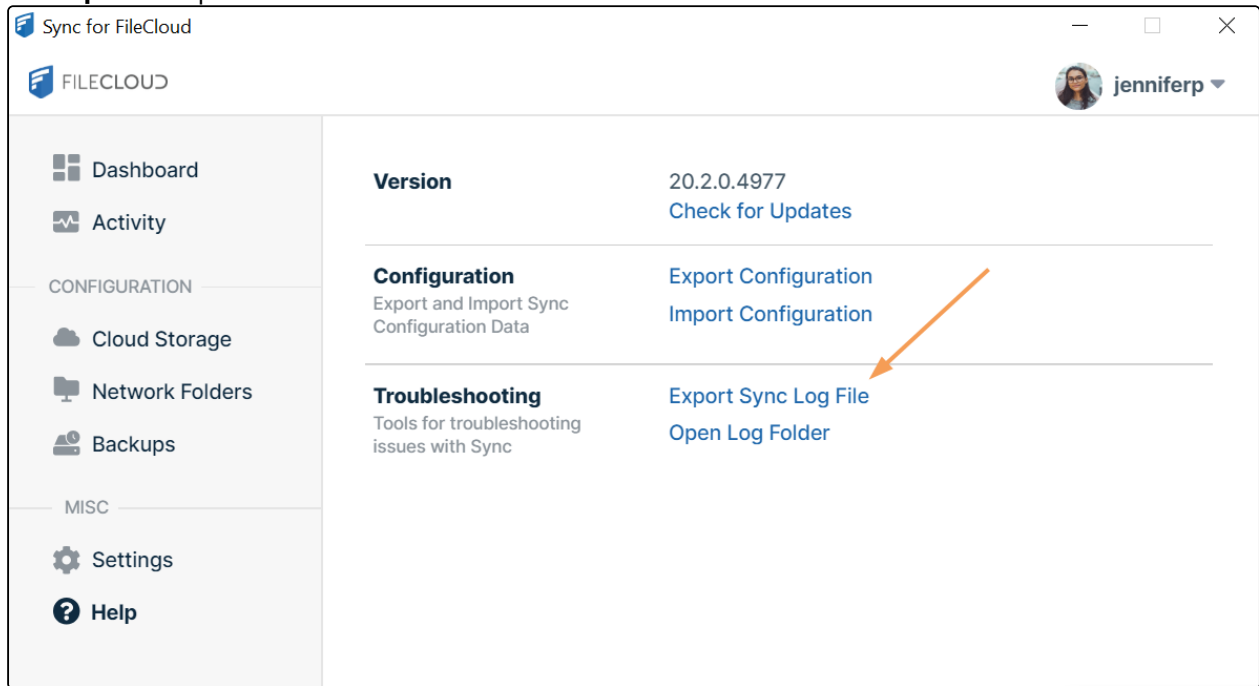 Sync for FileCloud
FILECLOUD
jenniferp
Dashboard
Activity
CONFIGURATION
Cloud Storage
Network Folders
Backups
MISC
Settings
Help
Version
20.2.0.4977
Check for Updates
Configuration
Export and Import Sync
Configuration Data
Export Configuration
Import Configuration
Troubleshooting
Tools for troubleshooting
issues with Sync
Export Sync Log File
Open Log Folder